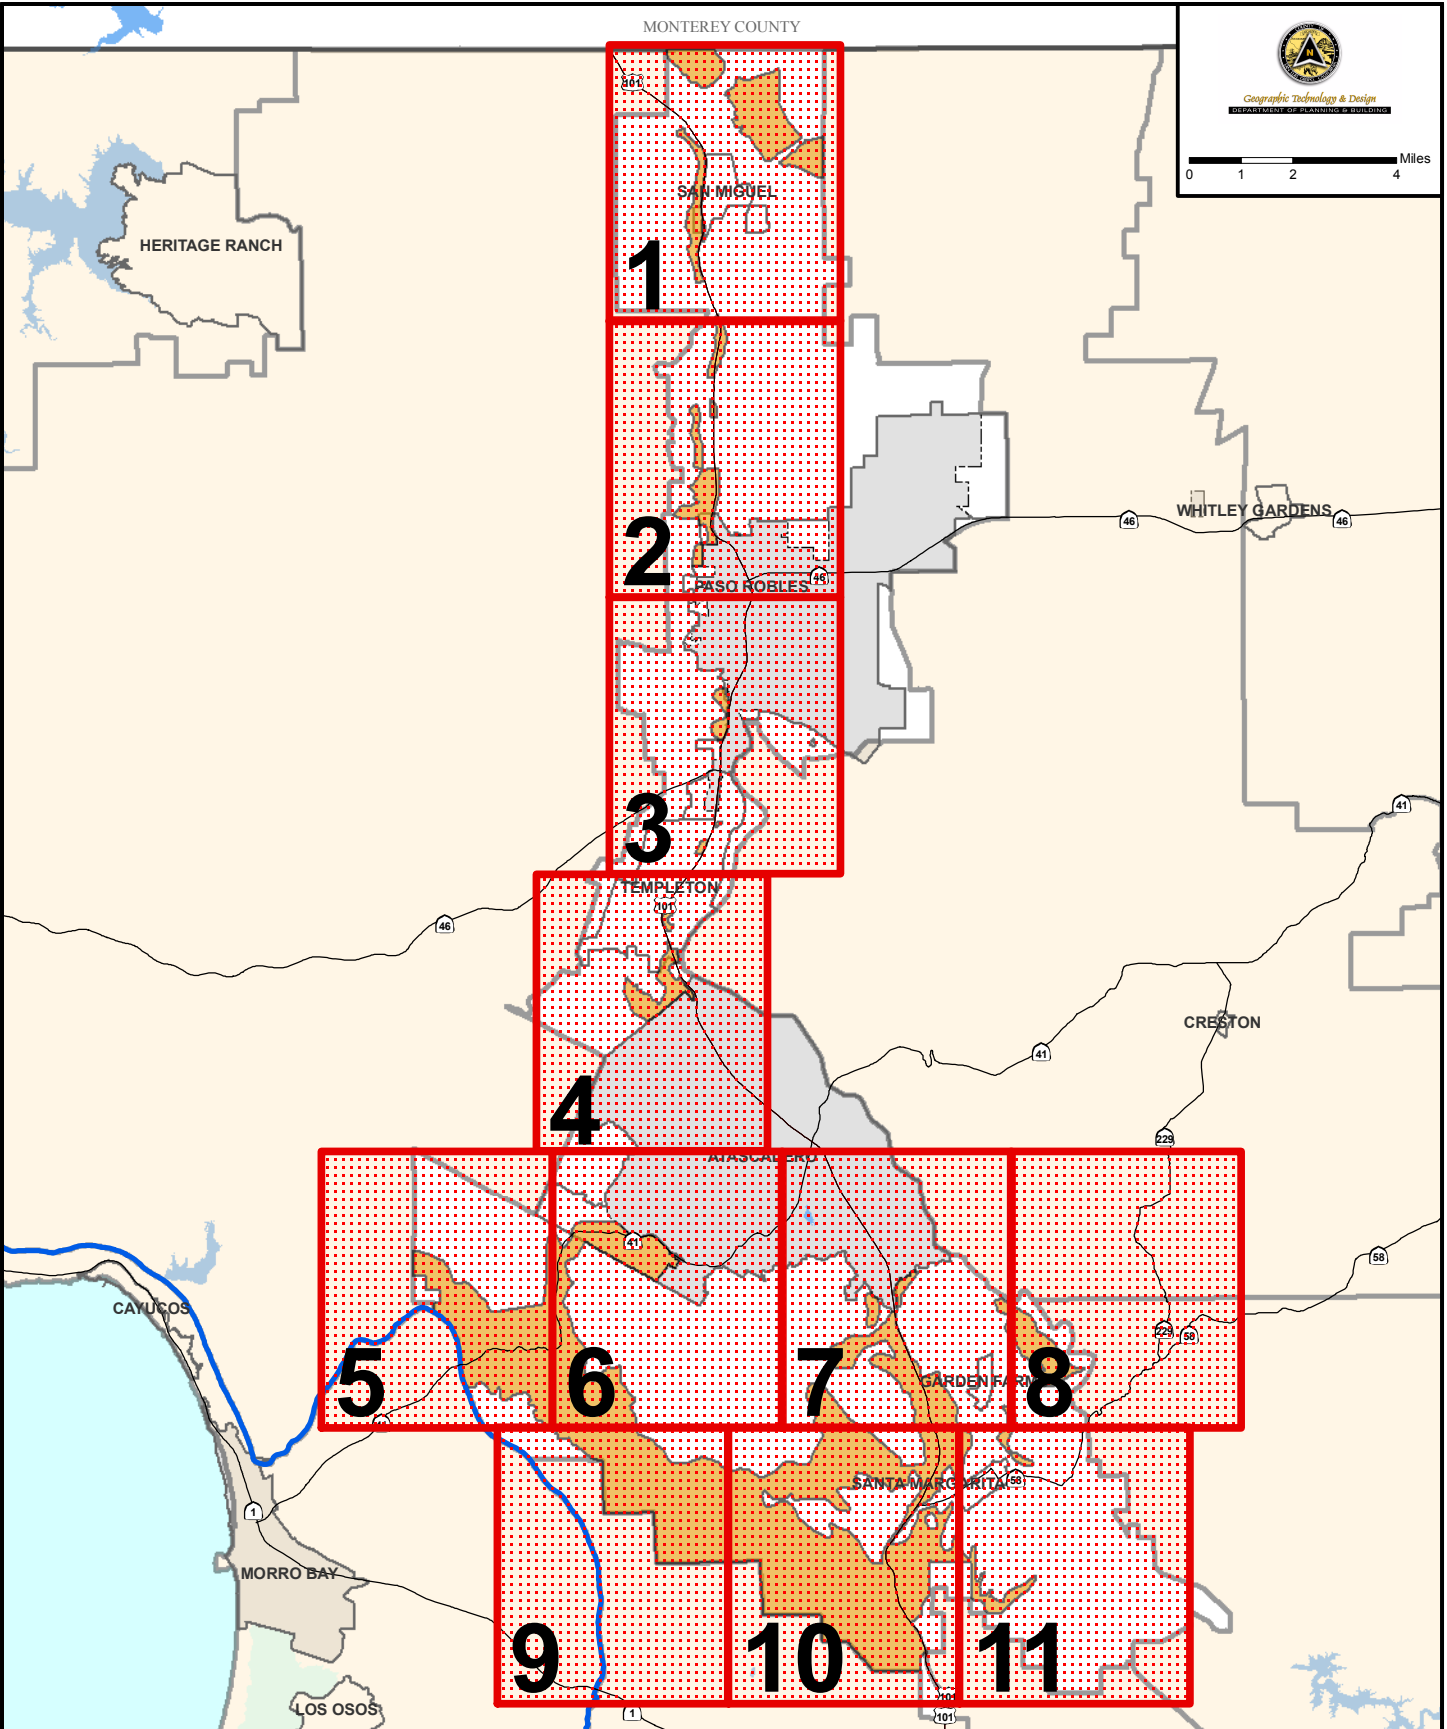 MONTEREY COUNTY
Geographic Technology & Design
DEPARTMENT OF PLANNING & BUILDING
Miles
0 1 2 4
101
SAN MIGUEL
HERITAGE RANCH
1
WHITLEY GARDENS
46
46
2
PASO ROBLES
46
41
3
TEMPLETON
101
46
CRESTON
41
4
229
ATASCADERO
41
58
CAYUCOS
229
58
5
6
7
GARDEN FARM
8
SANTA MARGARITA
58
1
MORRO BAY
9
10
11
LOS OSOS
101
1
101